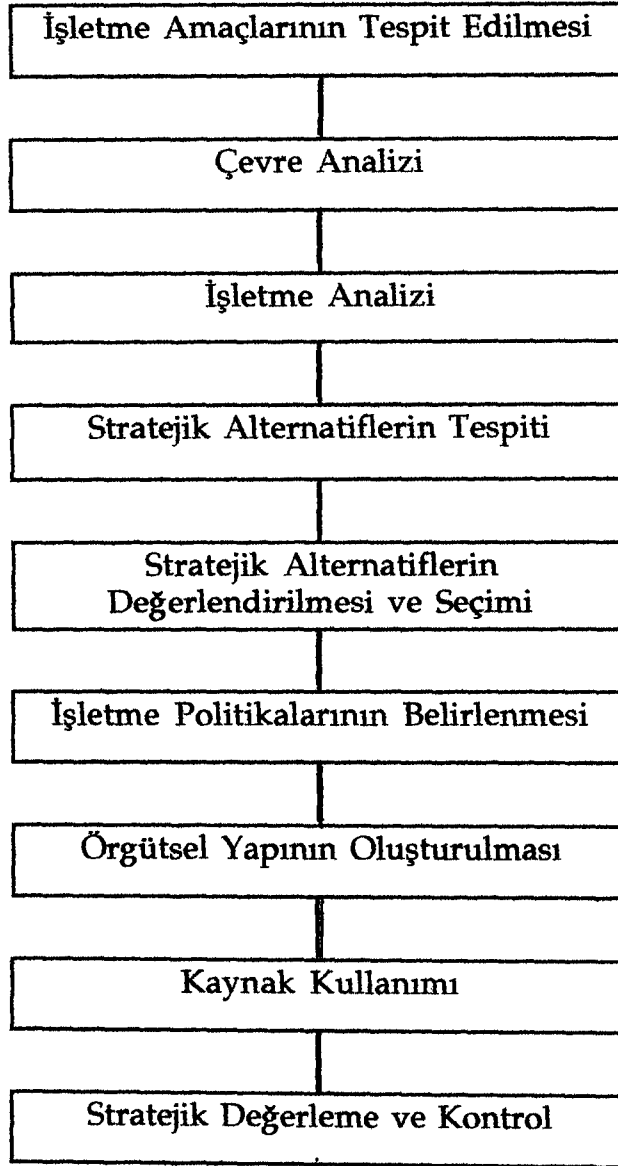 İşletme Amaçlarının Tespit Edilmesi
Çevre Analizi
İşletme Analizi
Stratejik Alternatiflerin Tespiti
Stratejik Alternatiflerin
Değerlendirilmesi ve Seçimi
İşletme Politikalarının Belirlenmesi
Örgütsel Yapının Oluşturulması
Kaynak Kullanımı
Stratejik Değerleme ve Kontrol